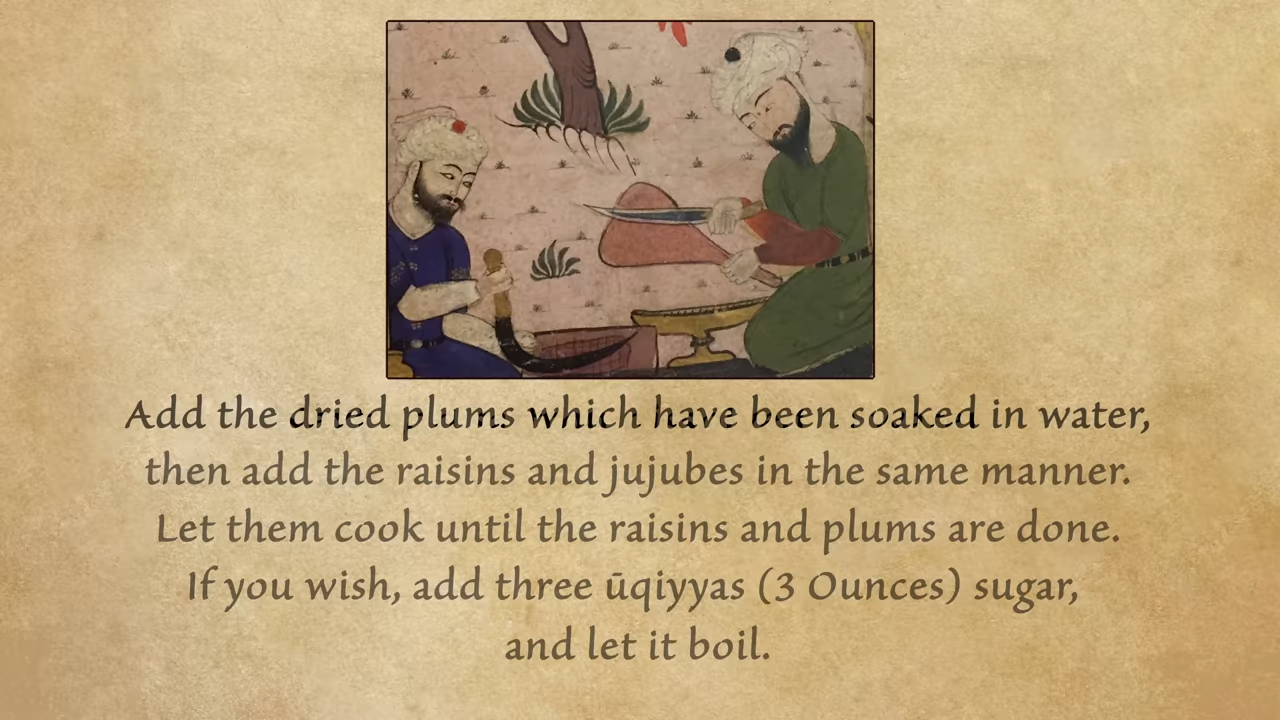 Add the dried plums which have been soaked in water,
then add the raisins and jujubes in the same manner.
Let them cook until the raisins and plums are done.
If you wish, add three ūqiyyas (3 Ounces) sugar,
and let it boil.